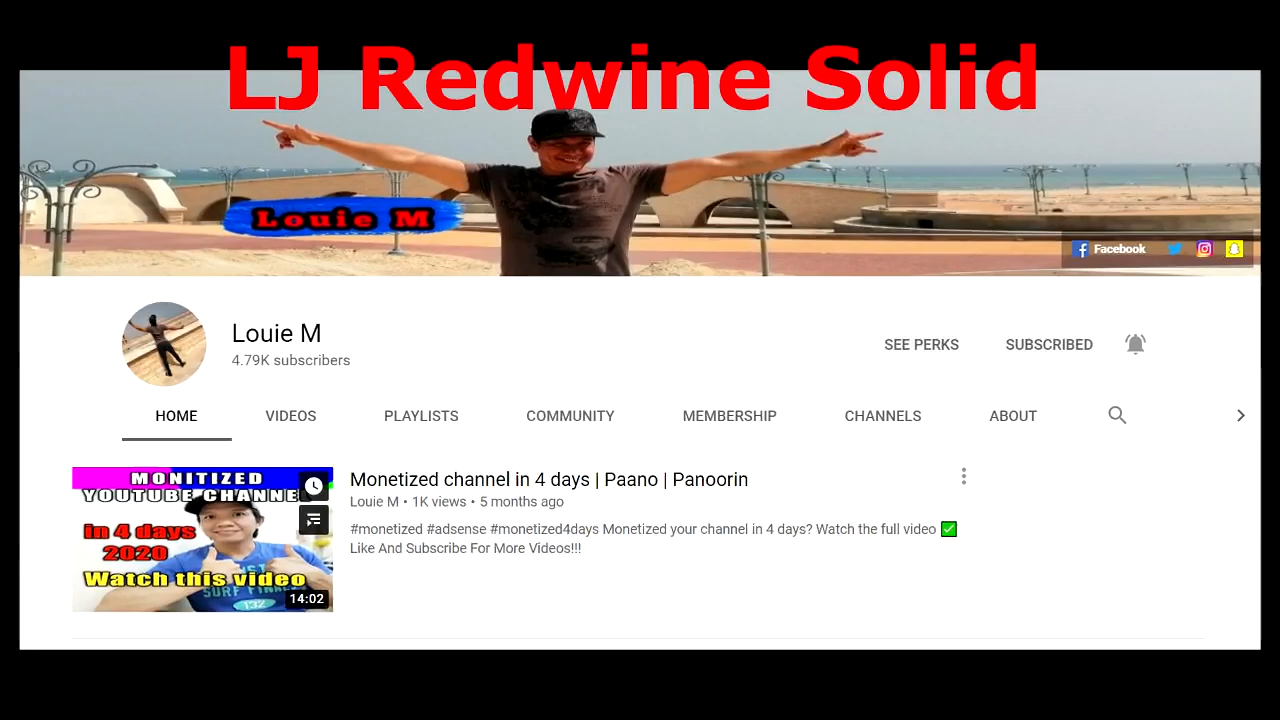 LJ Redwine Solid
Louie M
Facebook
Louie M
4.79K subscribers
SEE PERKS
SUBSCRIBED
HOME
VIDEOS
PLAYLISTS
COMMUNITY
MEMBERSHIP
CHANNELS
ABOUT
MONITIZED
YOUTUBE CHANNEL
in 4 days
2020
Watch this video
SURF
132
14:02
Monetized channel in 4 days | Paano | Panoorin
Louie M • 1K views • 5 months ago
#monetized #adsense #monetized4days Monetized your channel in 4 days? Watch the full video ✅
Like And Subscribe For More Videos!!!